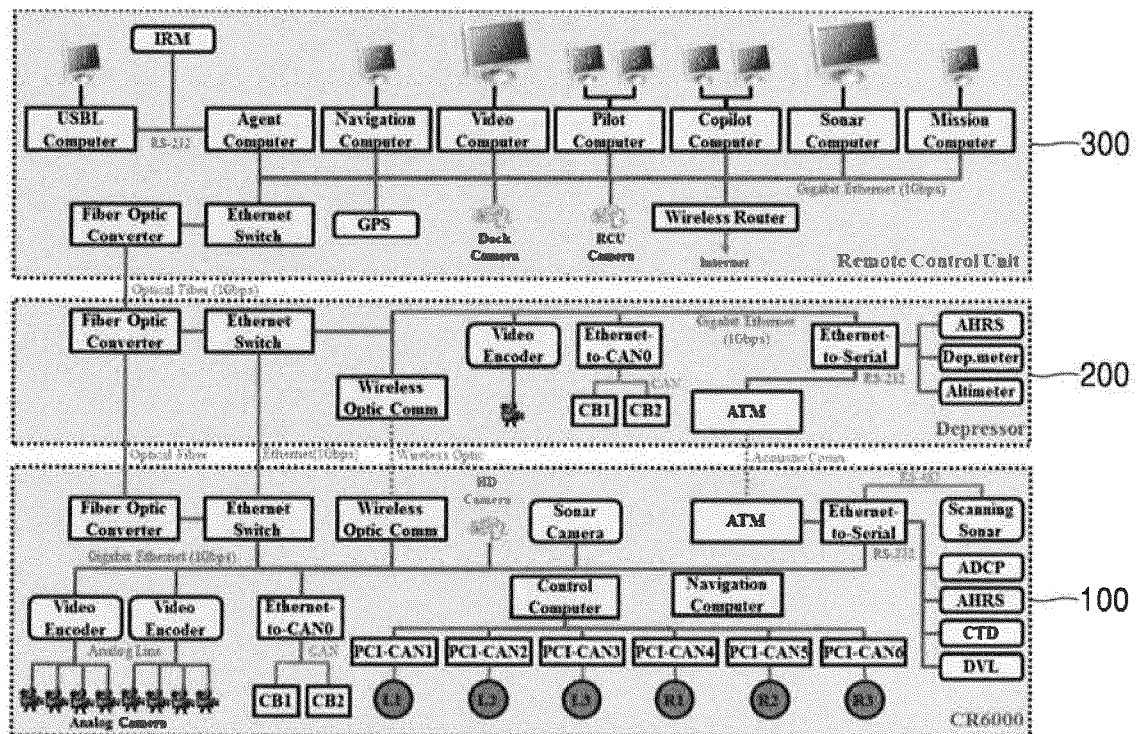 IRM
USBL
Computer
RS-232
Agent
Computer
Navigation
Computer
Video
Computer
Pilot
Computer
Copilot
Computer
Sonar
Computer
Mission
Computer
300
Gigabit Ethernet (1Gbps)
Fiber Optic
Converter
Ethernet
Switch
GPS
Deck
Camera
RCU
Camera
Wireless Router
Internet
Remote Control Unit
Optical Fiber (1Gbps)
Fiber Optic
Converter
Ethernet
Switch
Wireless
Optic Comm
Video
Encoder
Ethernet-
to-CAN0
CAN
CB1
CB2
Gigabit Ethernet
(1Gbps)
Ethernet-
to-Serial
RS-232
ATM
AHRS
Dep.meter
Altimeter
200
Depressor
Optical Fiber
Ethernet(1Gbps)
Wireless Optic
Acoustic Comm
Fiber Optic
Converter
Ethernet
Switch
Wireless
Optic Comm
HD
Camera
Sonar
Camera
ATM
Ethernet-
to-Serial
RS-485
Scanning
Sonar
RS-232
ADCP
AHRS
CTD
DVL
100
Gigabit Ethernet (1Gbps)
Video
Encoder
Video
Encoder
Analog Line
Analog Camera
Ethernet-
to-CAN0
CAN
CB1
CB2
Control
Computer
Navigation
Computer
PCI-CAN1
PCI-CAN2
PCI-CAN3
PCI-CAN4
PCI-CAN5
PCI-CAN6
L1
L2
L3
R1
R2
R3
CR6000